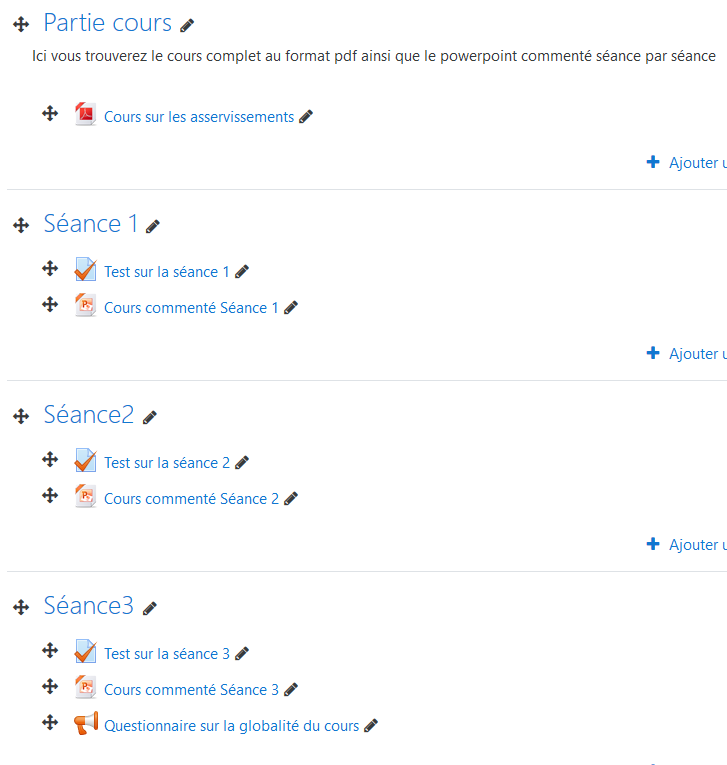 Partie cours
Ici vous trouverez le cours complet au format pdf ainsi que le powerpoint commenté séance par séance
Cours sur les asservissements
Ajouter u
Séance 1
Test sur la séance 1
Cours commenté Séance 1
Ajouter u
Séance2
Test sur la séance 2
Cours commenté Séance 2
Ajouter u
Séance3
Test sur la séance 3
Cours commenté Séance 3
Questionnaire sur la globalité du cours